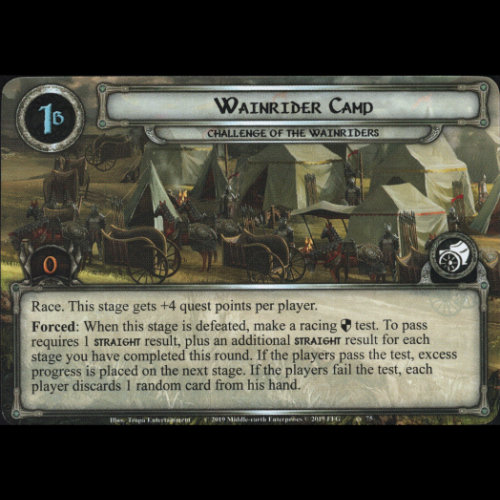 1B
WAINRIDER CAMP
CHALLENGE OF THE WAINRIDERS
0
Race. This stage gets +4 quest points per player.
Forced: When this stage is defeated, make a racing test. To pass
requires 1 STRAIGHT result, plus an additional STRAIGHT result for each
stage you have completed this round. If the players pass the test, excess
progress is placed on the next stage. If the players fail the test, each
player discards 1 random card from his hand.
Illus. Tropa Entertainment © 2019 Middle-earth Enterprises © 2019 FFG 75